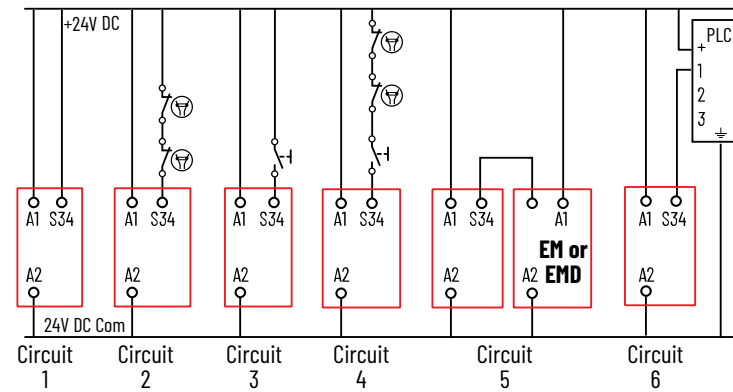 +24V DC
PLC
+
1
2
3
A1 S34
A1 S34
A1 S34
A1 S34
A1 S34
A1
A1 S34
EM or
EMD
A2
A2
A2
A2
A2
A2
A2
24V DC Com
Circuit
1
Circuit
2
Circuit
3
Circuit
4
Circuit
5
Circuit
6